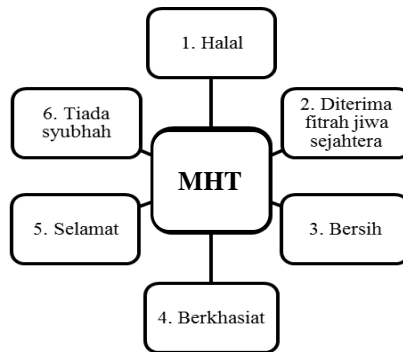 1. Halal
2. Diterima
fitrah jiwa
sejahtera
3. Bersih
4. Berkhasiat
5. Selamat
6. Tiada
syubhah
MHT